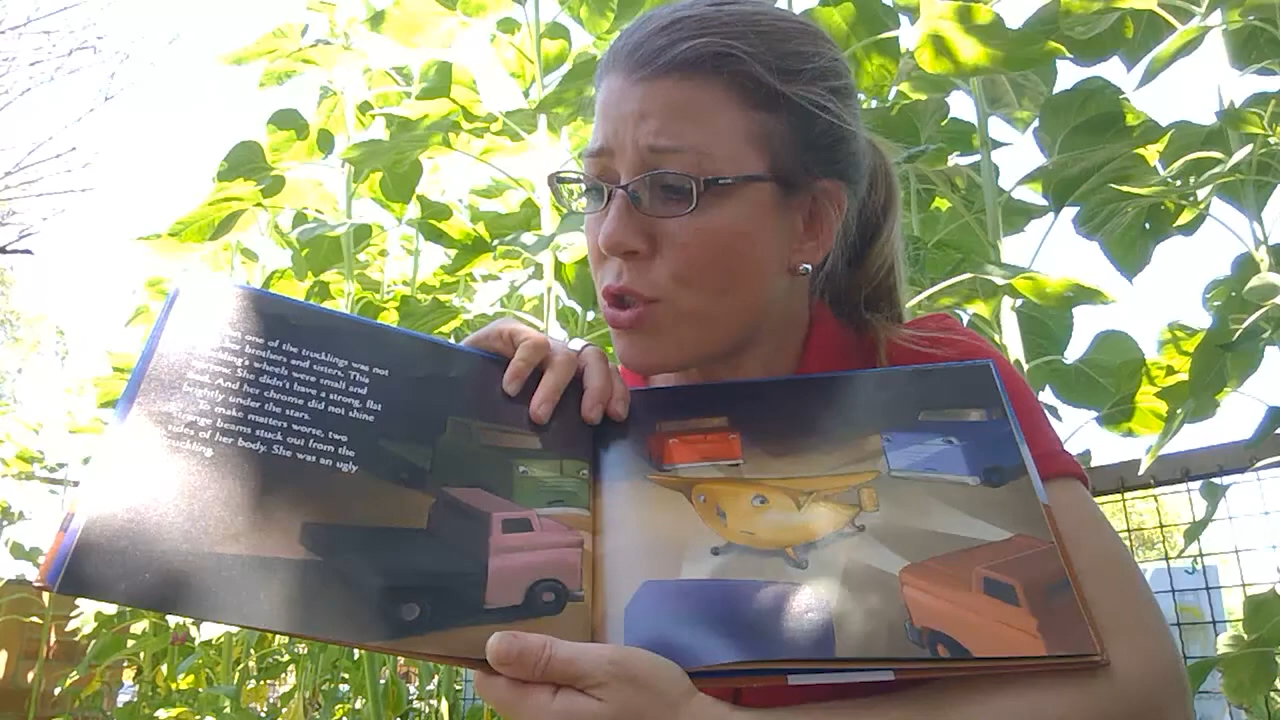 one of the trucklings was not
her brothers and sisters. This
wheels were small and
She didn't have a strong, flat
And her chrome did not shine
brightly under the stars.
To make matters worse, two
strange beams stuck out from the
sides of her body. She was an ugly
truckling.